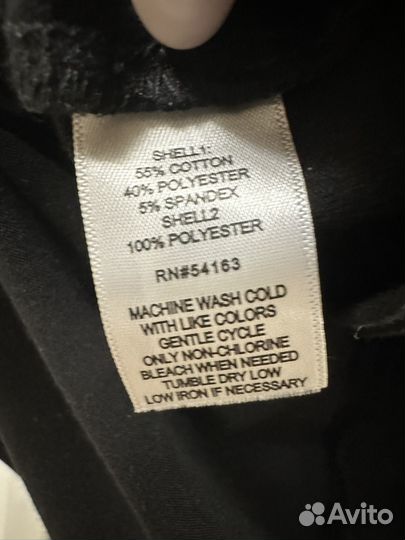 SHELL1:
55% COTTON
40% POLYESTER
5% SPANDEX
SHELL2
100% POLYESTER
RN#54163
MACHINE WASH COLD
WITH LIKE COLORS
GENTLE CYCLE
ONLY NON-CHLORINE
BLEACH WHEN NEEDED
TUMBLE DRY LOW
LOW IRON IF NECESSARY
Avito